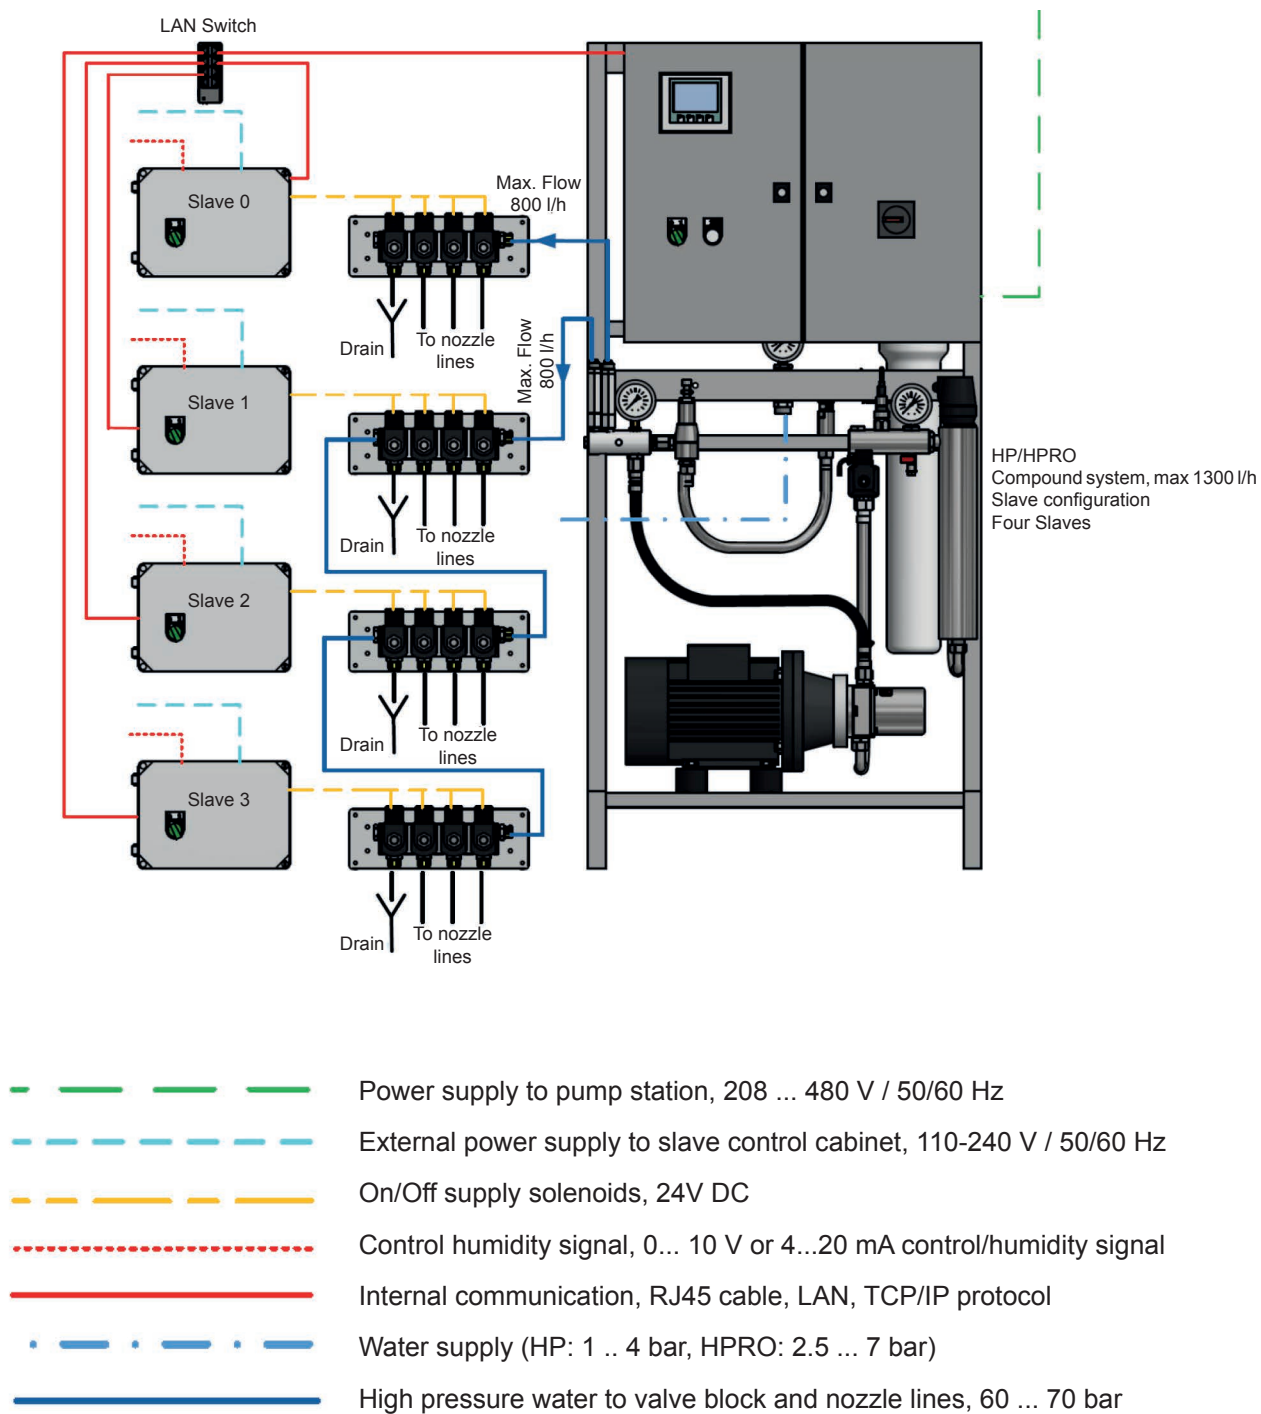 LAN Switch
Slave 0
Max. Flow
800 l/h
Drain
To nozzle
lines
Max. Flow
800 l/h
Slave 1
Drain
To nozzle
lines
HP/HPRO
Compound system, max 1300 l/h
Slave configuration
Four Slaves
Slave 2
Drain
To nozzle
lines
Slave 3
Drain
To nozzle
lines
Power supply to pump station, 208 ... 480 V / 50/60 Hz
External power supply to slave control cabinet, 110-240 V / 50/60 Hz
On/Off supply solenoids, 24V DC
Control humidity signal, 0... 10 V or 4...20 mA control/humidity signal
Internal communication, RJ45 cable, LAN, TCP/IP protocol
Water supply (HP: 1 .. 4 bar, HPRO: 2.5 ... 7 bar)
High pressure water to valve block and nozzle lines, 60 ... 70 bar